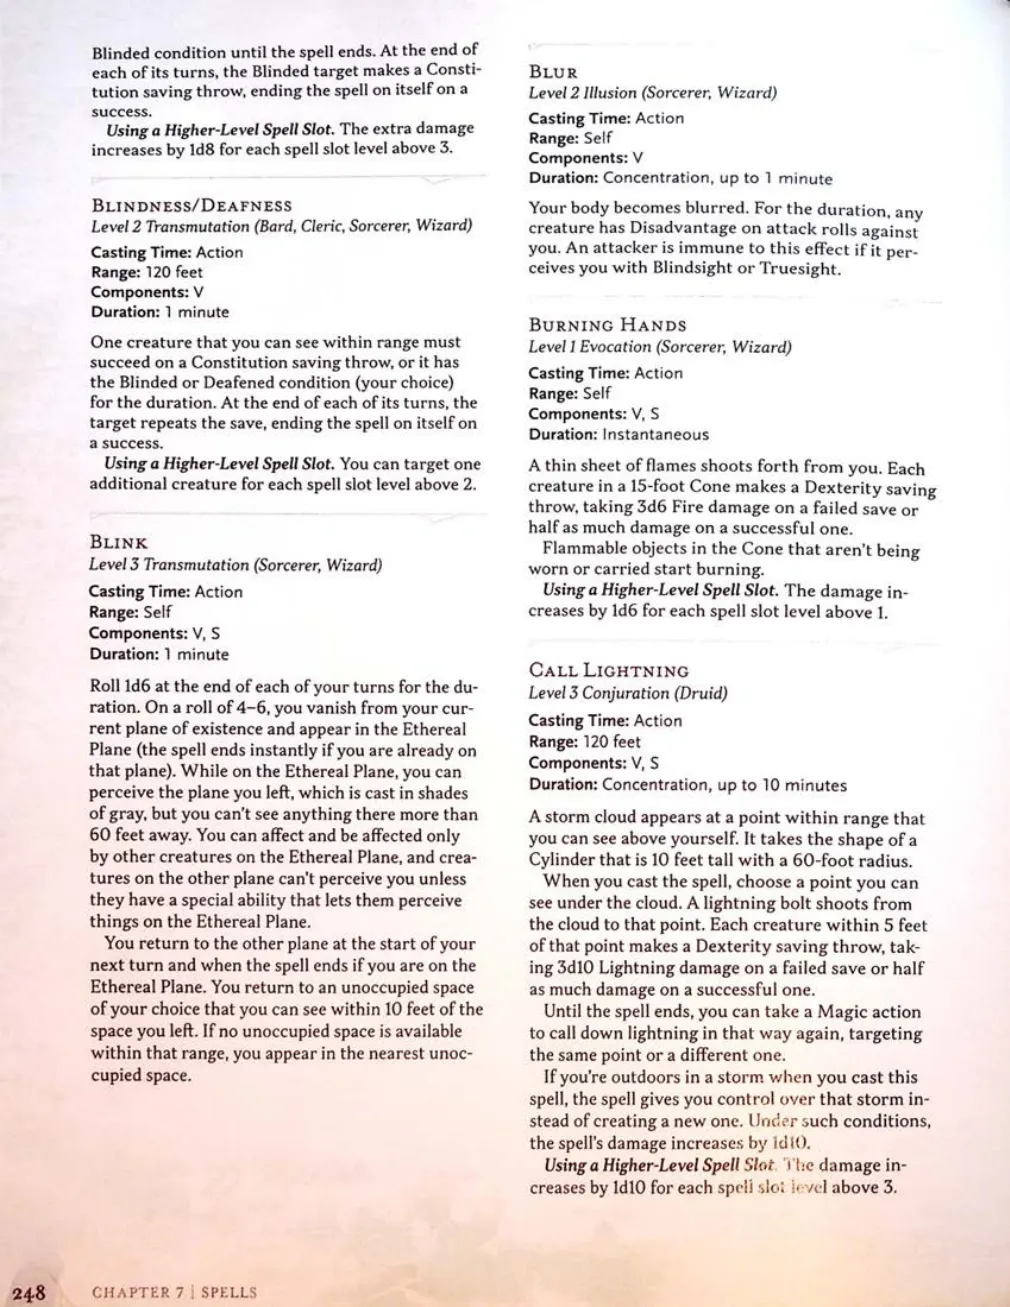 Blinded condition until the spell ends. At the end of
each of its turns, the Blinded target makes a Consti-
tution saving throw, ending the spell on itself on a
success.
Using a Higher-Level Spell Slot. The extra damage
increases by 1d8 for each spell slot level above 3.
BLINDNESS/DEAFNESS
Level 2 Transmutation (Bard, Cleric, Sorcerer, Wizard)
Casting Time: Action
Range: 120 feet
Components: V
Duration: 1 minute
One creature that you can see within range must
succeed on a Constitution saving throw, or it has
the Blinded or Deafened condition (your choice)
for the duration. At the end of each of its turns, the
target repeats the save, ending the spell on itself on
a success.
Using a Higher-Level Spell Slot. You can target one
additional creature for each spell slot level above 2.
BLINK
Level 3 Transmutation (Sorcerer, Wizard)
Casting Time: Action
Range: Self
Components: V, S
Duration: 1 minute
Roll 1d6 at the end of each of your turns for the du-
ration. On a roll of 4–6, you vanish from your cur-
rent plane of existence and appear in the Ethereal
Plane (the spell ends instantly if you are already on
that plane). While on the Ethereal Plane, you can
perceive the plane you left, which is cast in shades
of gray, but you can't see anything there more than
60 feet away. You can affect and be affected only
by other creatures on the Ethereal Plane, and crea-
tures on the other plane can't perceive you unless
they have a special ability that lets them perceive
things on the Ethereal Plane.
You return to the other plane at the start of your
next turn and when the spell ends if you are on the
Ethereal Plane. You return to an unoccupied space
of your choice that you can see within 10 feet of the
space you left. If no unoccupied space is available
within that range, you appear in the nearest unoc-
cupied space.
BLUR
Level 2 Illusion (Sorcerer, Wizard)
Casting Time: Action
Range: Self
Components: V
Duration: Concentration, up to 1 minute
Your body becomes blurred. For the duration, any
creature has Disadvantage on attack rolls against
you. An attacker is immune to this effect if it per-
ceives you with Blindsight or Truesight.
BURNING HANDS
Level 1 Evocation (Sorcerer, Wizard)
Casting Time: Action
Range: Self
Components: V, S
Duration: Instantaneous
A thin sheet of flames shoots forth from you. Each
creature in a 15-foot Cone makes a Dexterity saving
throw, taking 3d6 Fire damage on a failed save or
half as much damage on a successful one.
Flammable objects in the Cone that aren't being
worn or carried start burning.
Using a Higher-Level Spell Slot. The damage in-
creases by 1d6 for each spell slot level above 1.
CALL LIGHTNING
Level 3 Conjuration (Druid)
Casting Time: Action
Range: 120 feet
Components: V, S
Duration: Concentration, up to 10 minutes
A storm cloud appears at a point within range that
you can see above yourself. It takes the shape of a
Cylinder that is 10 feet tall with a 60-foot radius.
When you cast the spell, choose a point you can
see under the cloud. A lightning bolt shoots from
the cloud to that point. Each creature within 5 feet
of that point makes a Dexterity saving throw, tak-
ing 3d10 Lightning damage on a failed save or half
as much damage on a successful one.
Until the spell ends, you can take a Magic action
to call down lightning in that way again, targeting
the same point or a different one.
If you're outdoors in a storm when you cast this
spell, the spell gives you control over that storm in-
stead of creating a new one. Under such conditions,
the spell's damage increases by 1d10.
Using a Higher-Level Spell Slot. The damage in-
creases by 1d10 for each spell slot level above 3.
248 CHAPTER 7 | SPELLS